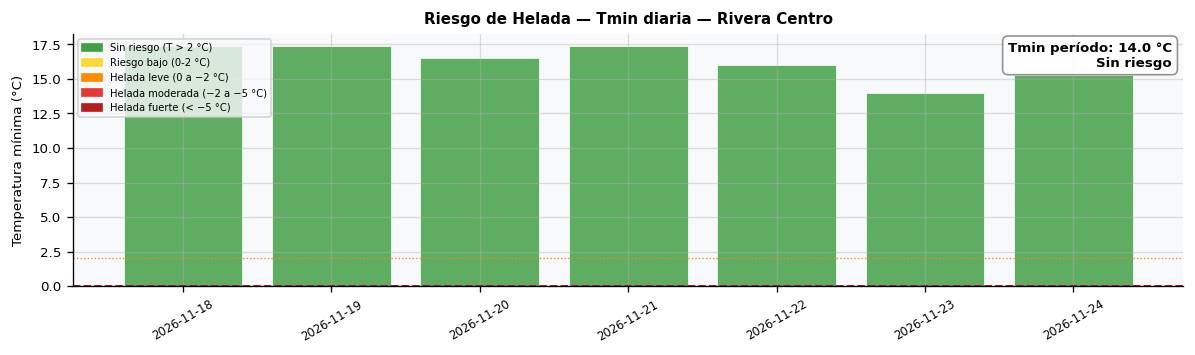 Riesgo de Helada — Tmin diaria — Rivera Centro
Temperatura mínima (°C)
17.5
15.0
12.5
10.0
7.5
5.0
2.5
0.0
Sin riesgo (T > 2 °C)
Riesgo bajo (0-2 °C)
Helada leve (0 a −2 °C)
Helada moderada (−2 a −5 °C)
Helada fuerte (< −5 °C)
Tmin período: 14.0 °C
Sin riesgo
2026-11-18
2026-11-19
2026-11-20
2026-11-21
2026-11-22
2026-11-23
2026-11-24